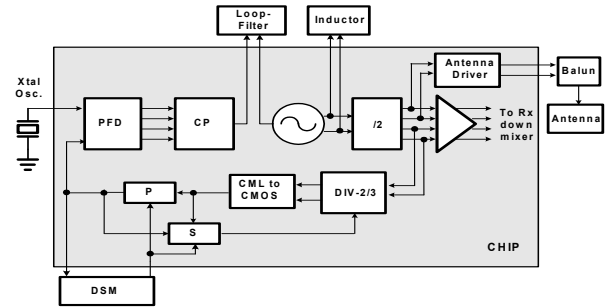 Loop-
Filter
Inductor
Xtal
Osc.
Antenna
Driver
Balun
PFD
CP
/2
To Rx
down
mixer
Antenna
P
CML to
CMOS
DIV-2/3
S
CHIP
DSM